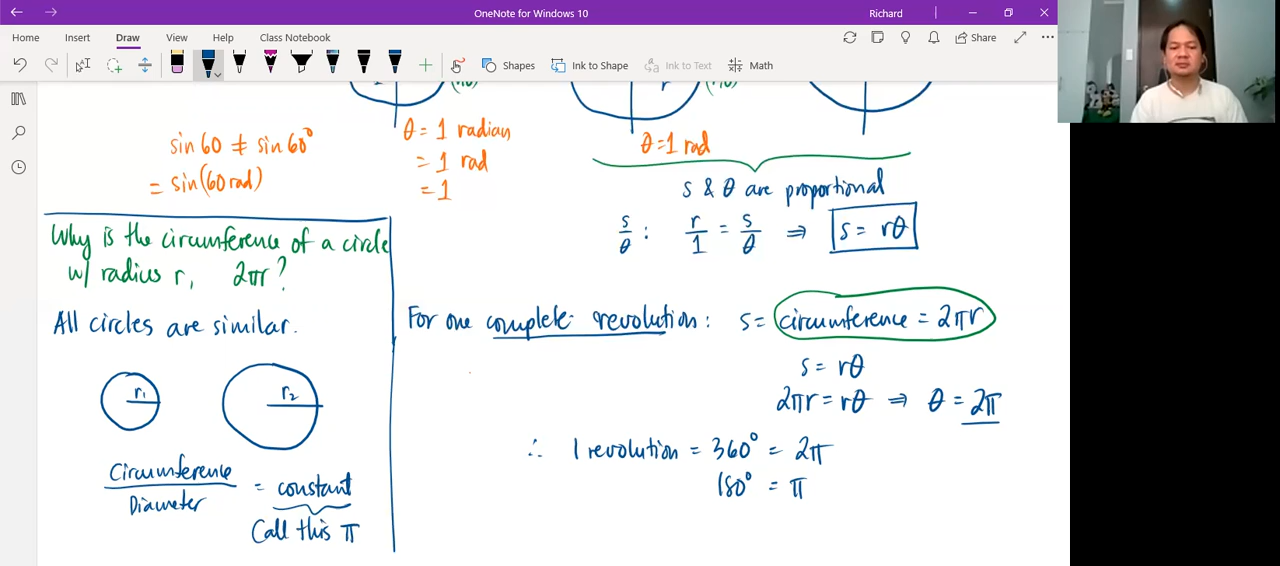 OneNote for Windows 10
Richard
Home Insert Draw View Help Class Notebook
Share
Shapes
Ink to Shape
Ink to Text
Math
sin 60 ≠ sin 60°
= sin(60 rad)
θ = 1 radian
= 1 rad
= 1
r
θ = 1 rad
s & θ are proportional
s/θ : r/1 = s/θ ⇒ s = rθ
Why is the circumference of a circle
w/ radius r, 2πr?
All circles are similar.
r₁
r₂
Circumference/Diameter = constant
Call this π
For one complete revolution: s = circumference = 2πr
s = rθ
2πr = rθ ⇒ θ = 2π
∴ 1 revolution = 360° = 2π
180° = π